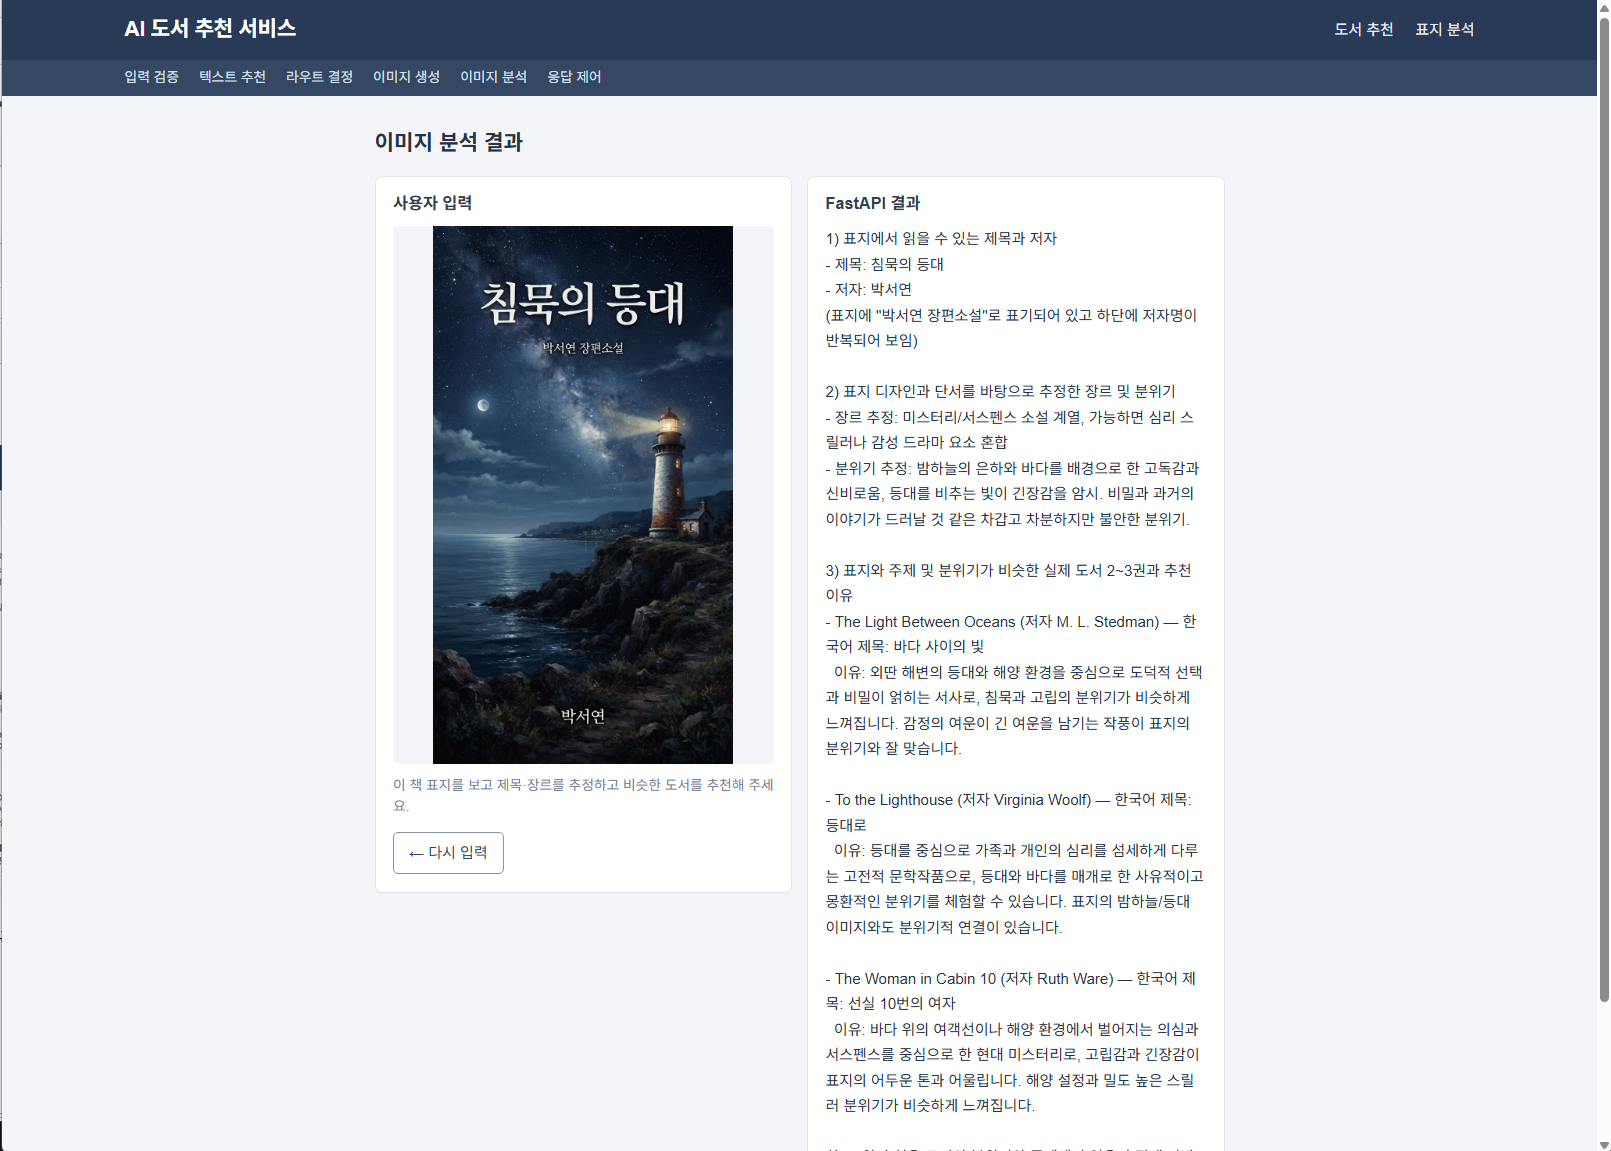 AI 도서 추천 서비스
도서 추천 표지 분석
입력 검증 텍스트 추천 라우트 결정 이미지 생성 이미지 분석 응답 제어
이미지 분석 결과
사용자 입력
침묵의 등대
박서연 장편소설
박서연
이 책 표지를 보고 제목·장르를 추정하고 비슷한 도서를 추천해 주세
요.
← 다시 입력
FastAPI 결과
1) 표지에서 읽을 수 있는 제목과 저자
- 제목: 침묵의 등대
- 저자: 박서연
(표지에 "박서연 장편소설"로 표기되어 있고 하단에 저자명이
반복되어 보임)
2) 표지 디자인과 단서를 바탕으로 추정한 장르 및 분위기
- 장르 추정: 미스터리/서스펜스 소설 계열, 가능하면 심리 스
릴러나 감성 드라마 요소 혼합
- 분위기 추정: 밤하늘의 은하와 바다를 배경으로 한 고독감과
신비로움, 등대를 비추는 빛이 긴장감을 암시. 비밀과 과거의
이야기가 드러날 것 같은 차갑고 차분하지만 불안한 분위기.
3) 표지와 주제 및 분위기가 비슷한 실제 도서 2~3권과 추천
이유
- The Light Between Oceans (저자 M. L. Stedman) — 한
국어 제목: 바다 사이의 빛
이유: 외딴 해변의 등대와 해양 환경을 중심으로 도덕적 선택
과 비밀이 얽히는 서사로, 침묵과 고립의 분위기가 비슷하게
느껴집니다. 감정의 여운이 긴 여운을 남기는 작풍이 표지의
분위기와 잘 맞습니다.
- To the Lighthouse (저자 Virginia Woolf) — 한국어 제목:
등대로
이유: 등대를 중심으로 가족과 개인의 심리를 섬세하게 다루
는 고전적 문학작품으로, 등대와 바다를 매개로 한 사유적이고
몽환적인 분위기를 체험할 수 있습니다. 표지의 밤하늘/등대
이미지와도 분위기적 연결이 있습니다.
- The Woman in Cabin 10 (저자 Ruth Ware) — 한국어 제
목: 선실 10번의 여자
이유: 바다 위의 여객선이나 해양 환경에서 벌어지는 의심과
서스펜스를 중심으로 한 현대 미스터리로, 고립감과 긴장감이
표지의 어두운 톤과 어울립니다. 해양 설정과 밀도 높은 스릴
러 분위기가 비슷하게 느껴집니다.